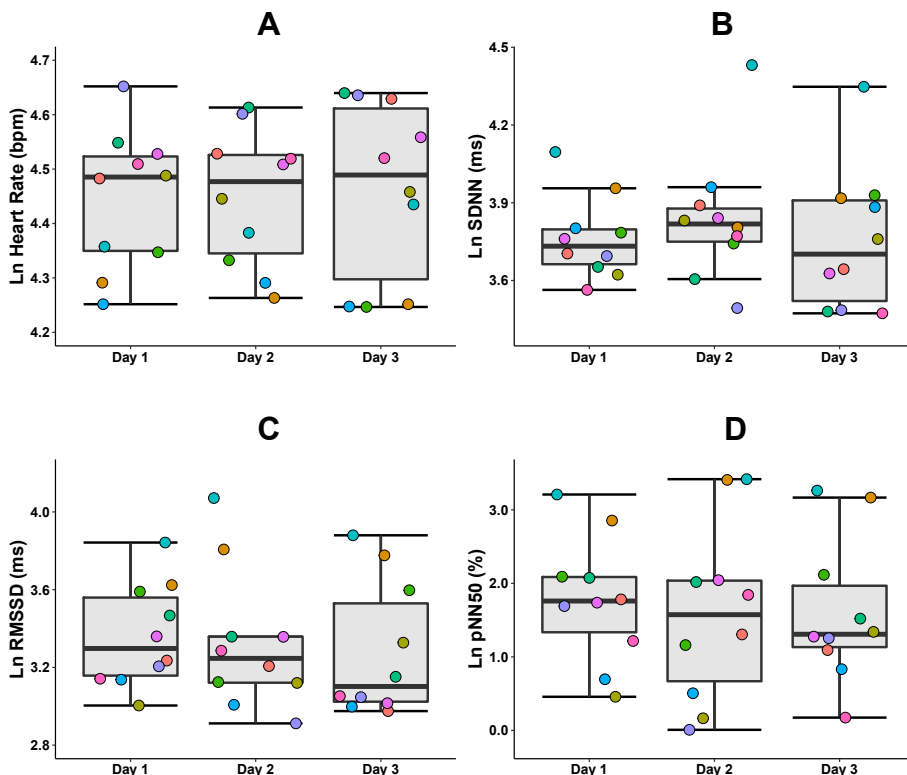 A
Ln Heart Rate (bpm)
4.7
4.6
4.5
4.4
4.3
4.2
Day 1 Day 2 Day 3
B
Ln SDNN (ms)
4.5
4.2
3.9
3.6
Day 1 Day 2 Day 3
C
Ln RMSSD (ms)
4.0
3.6
3.2
2.8
Day 1 Day 2 Day 3
D
Ln pNN50 (%)
3.0
2.0
1.0
0.0
Day 1 Day 2 Day 3